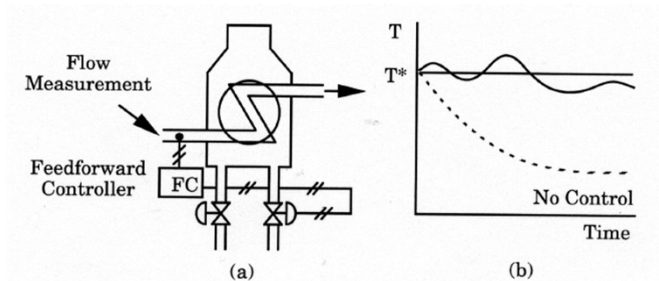 Flow
Measurement
Feedforward
Controller
FC
(a)
T
T*
No Control
Time
(b)